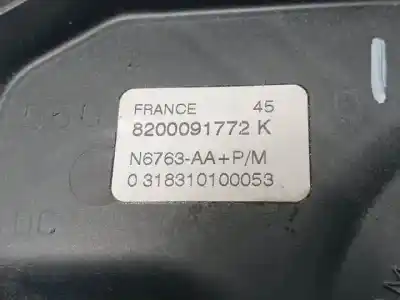 FRANCE 45
8200091772 K
N6763-AA+P/M
0 318310100053